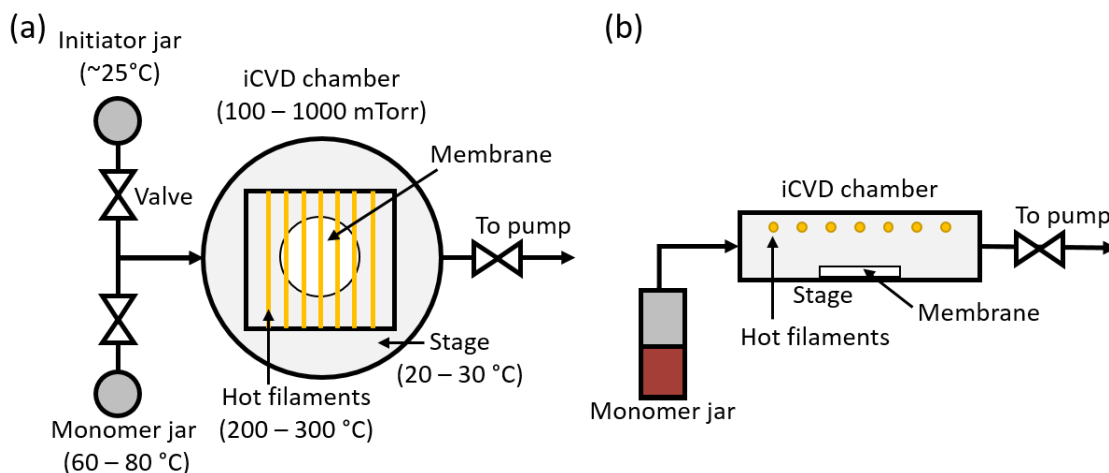 (a)
Initiator jar
(~25°C)
iCVD chamber
(100 – 1000 mTorr)
Membrane
Valve
To pump
Stage
(20 – 30 °C)
Hot filaments
(200 – 300 °C)
Monomer jar
(60 – 80 °C)
(b)
iCVD chamber
To pump
Stage
Membrane
Hot filaments
Monomer jar